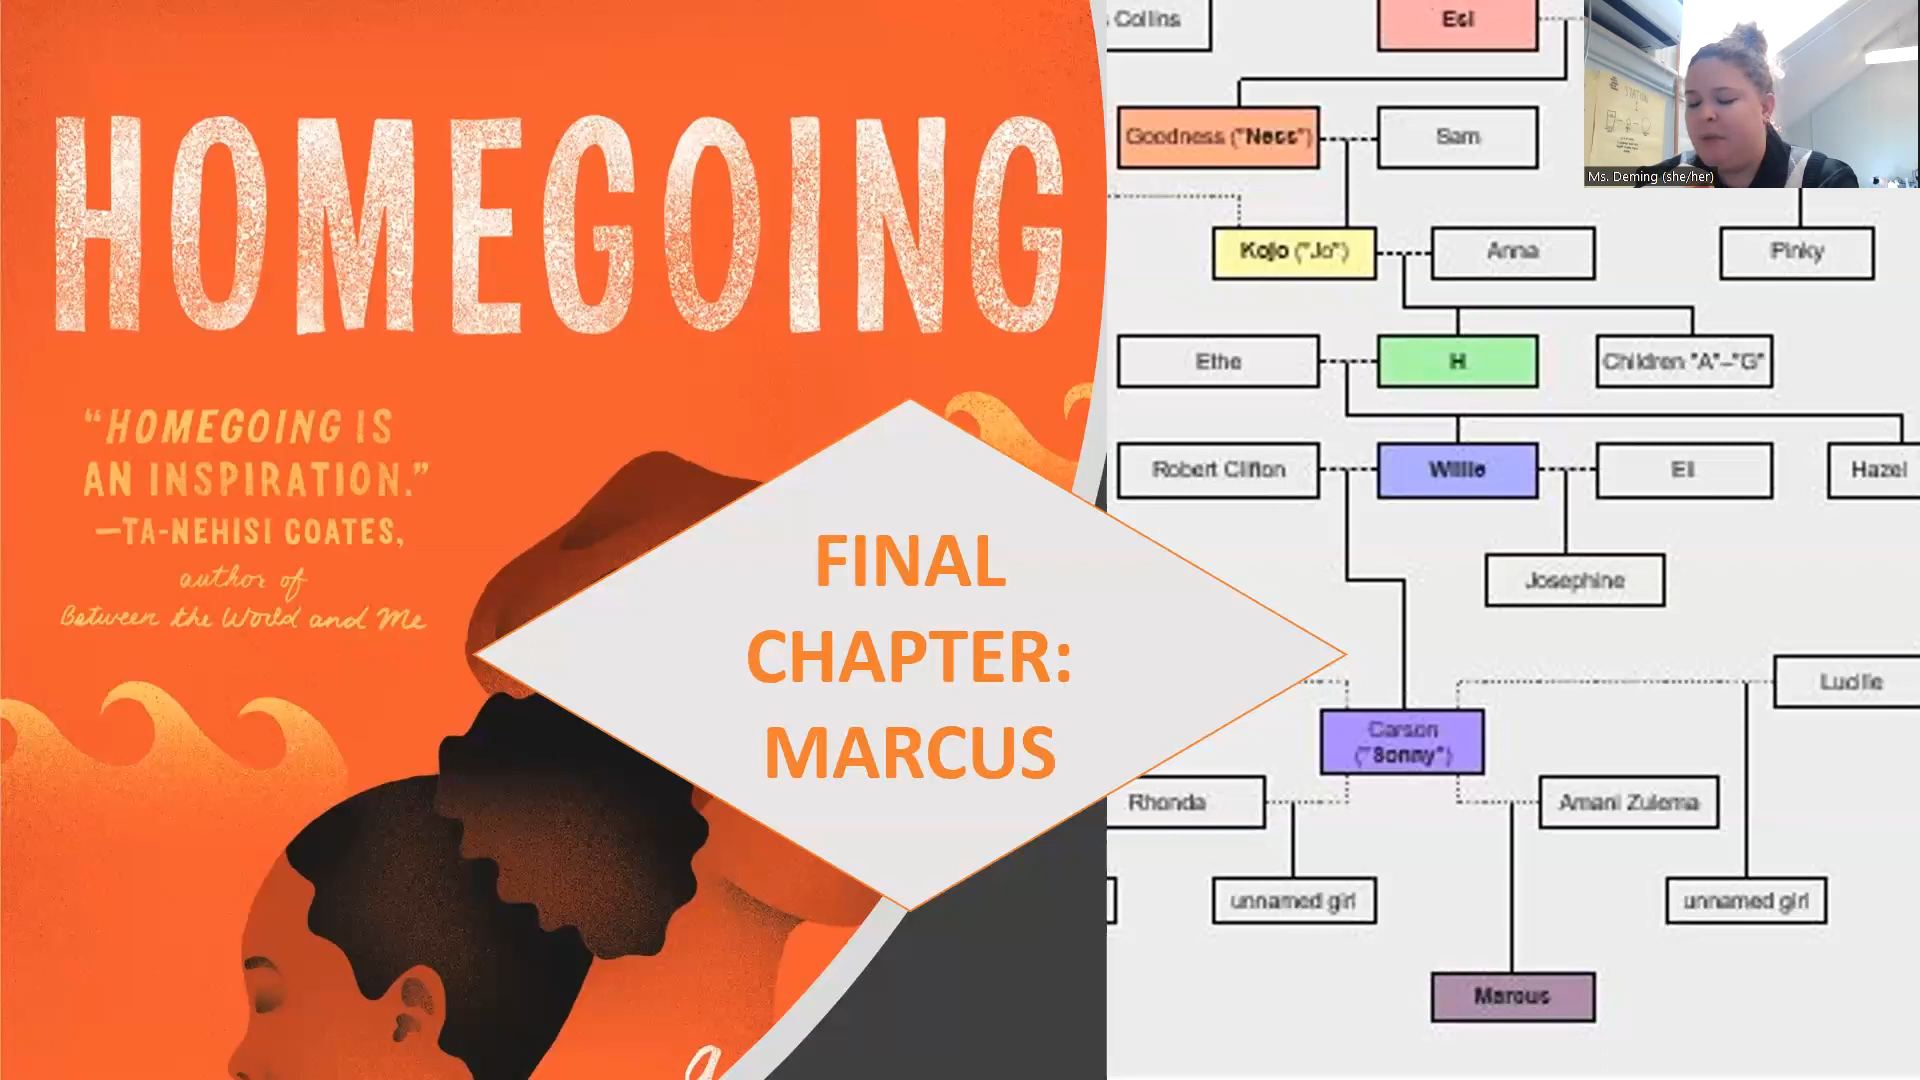 HOMEGOING
“HOMEGOING IS
AN INSPIRATION.”
—TA-NEHISI COATES,
author of
Between the World and Me
FINAL
CHAPTER:
MARCUS
Collins
Esi
Goodness ("Ness")
Sam
Kojo ("Jo")
Anna
Pinky
Ethe
H
Children "A"–"G"
Robert Clifton
Willie
Eli
Hazel
Josephine
Lucille
Carson
("Sonny")
Rhonda
Amani Zulema
unnamed girl
unnamed girl
Marcus
STATION
Ms. Deming (she/her)